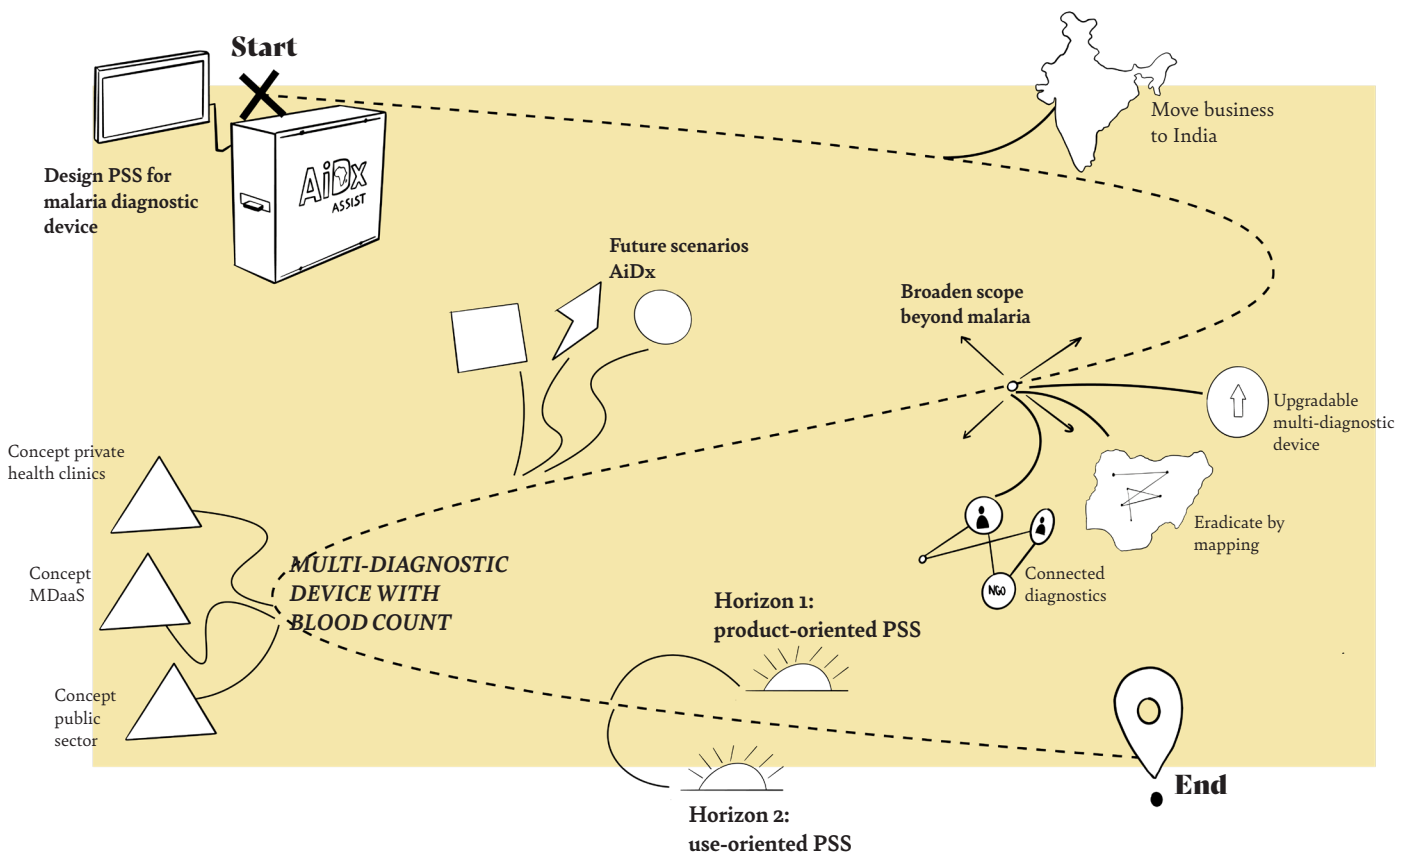 Start
Design PSS for
malaria diagnostic
device
AiDx
ASSIST
Move business
to India
Future scenarios
AiDx
Broaden scope
beyond malaria
Upgradable
multi-diagnostic
device
Eradicate by
mapping
NGO
Connected
diagnostics
Concept private
health clinics
Concept
MDaaS
Concept
public
sector
MULTI-DIAGNOSTIC
DEVICE WITH
BLOOD COUNT
Horizon 1:
product-oriented PSS
Horizon 2:
use-oriented PSS
End